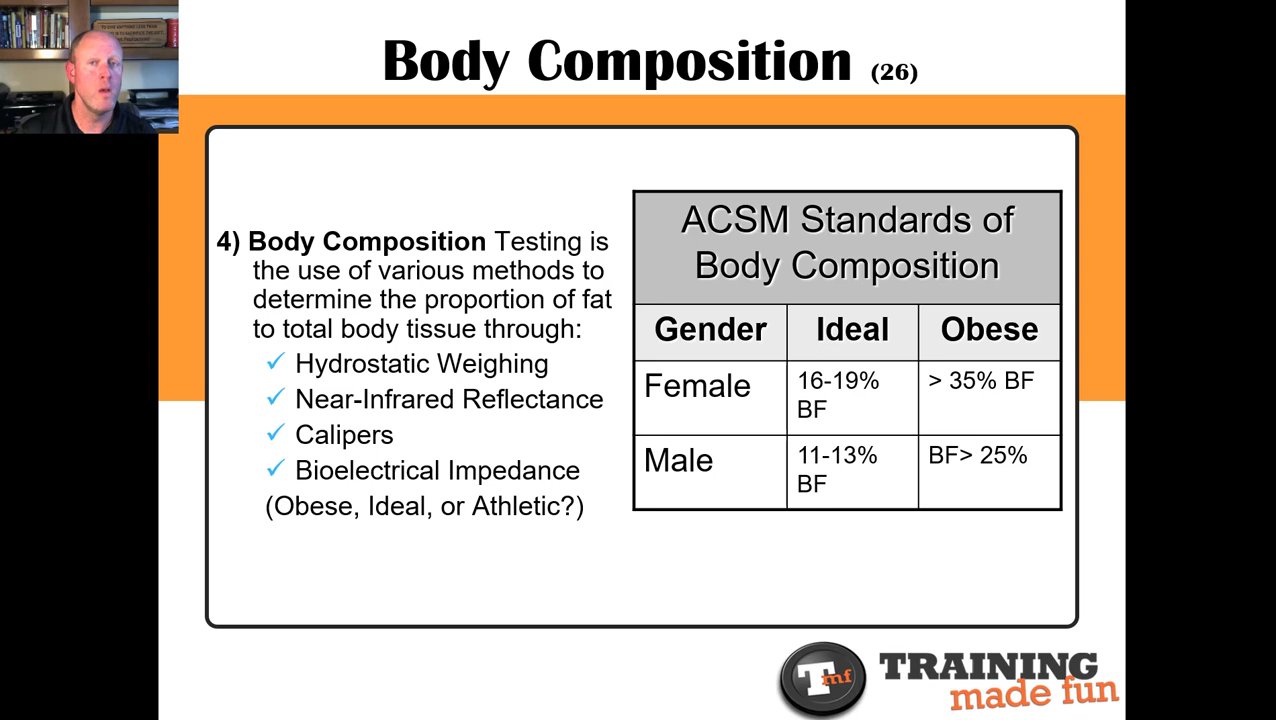 Body Composition (26)
4) Body Composition Testing is
the use of various methods to
determine the proportion of fat
to total body tissue through:
✓ Hydrostatic Weighing
✓ Near-Infrared Reflectance
✓ Calipers
✓ Bioelectrical Impedance
(Obese, Ideal, or Athletic?)
ACSM Standards of
Body Composition
Gender Ideal Obese
Female 16-19% > 35% BF
BF
Male 11-13% BF> 25%
BF
Tmf
TRAINING
made fun